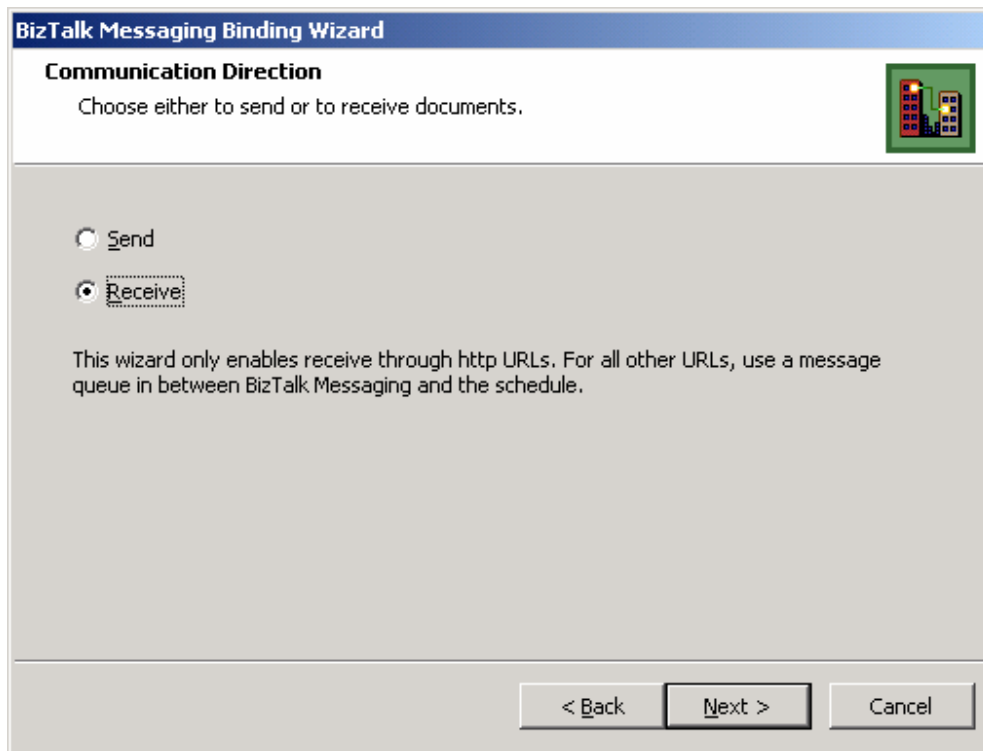 BizTalk Messaging Binding Wizard
Communication Direction
Choose either to send or to receive documents.
Send
Receive
This wizard only enables receive through http URLs. For all other URLs, use a message
queue in between BizTalk Messaging and the schedule.
< Back Next > Cancel